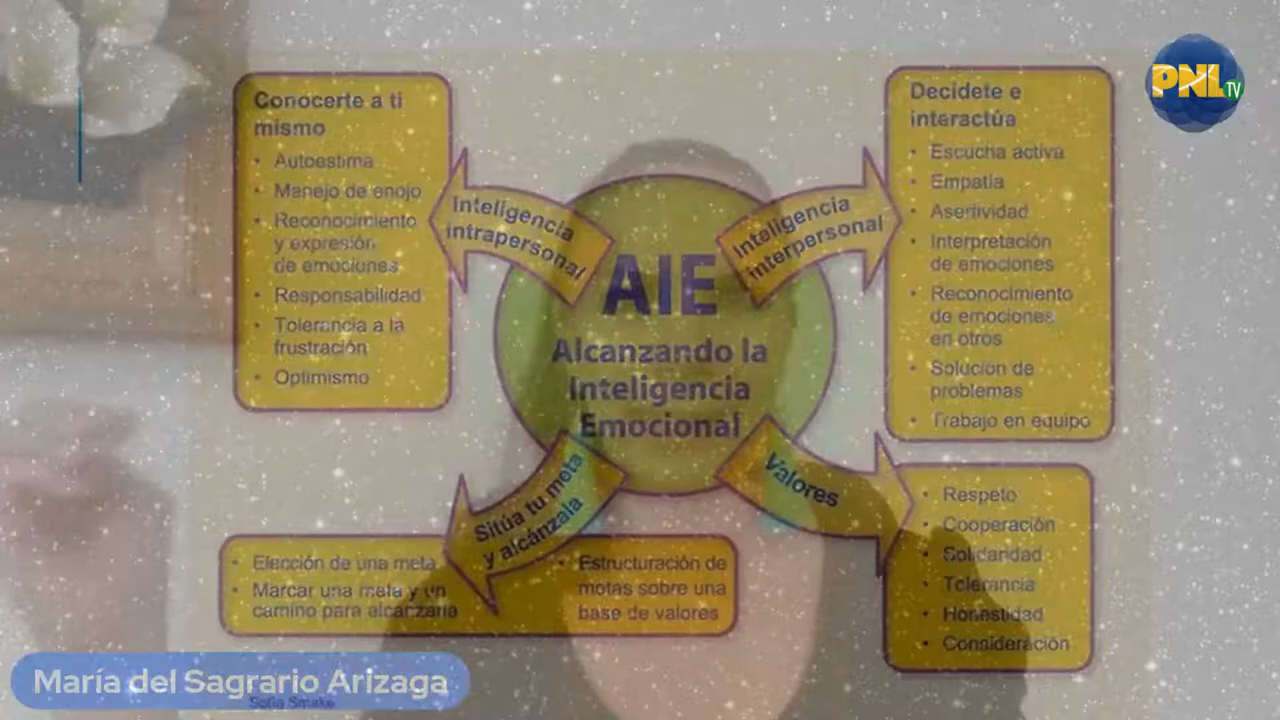 PNL TV
Conocerte a ti
mismo
• Autoestima
• Manejo de enojo
• Reconocimiento
y expresión
de emociones
• Responsabilidad
• Tolerancia a la
frustración
• Optimismo
Inteligencia
intrapersonal
AIE
Alcanzando la
Inteligencia
Emocional
Inteligencia
interpersonal
Decidete e
interactúa
• Escucha activa
• Empatia
• Asertividad
• Interpretación
de emociones
• Reconocimiento
de emociones
en otros
• Solución de
problemas
• Trabajo en equipo
Sitúa tu meta
y alcánzala
• Elección de una meta
• Marcar una meta y un
camino para alcanzarla
• Estructuración de
metas sobre una
base de valores
Valores
• Respeto
• Cooperación
• Solidaridad
• Tolerancia
• Honestidad
• Consideración
María del Sagrario Arizaga